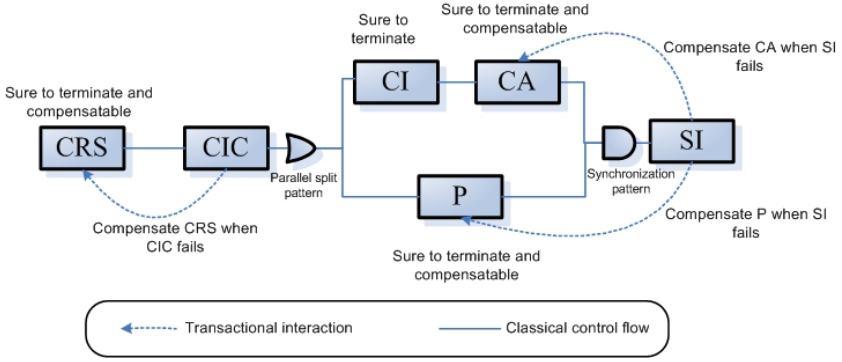 Sure to terminate and
compensatable
Sure to
terminate
Compensate CA when SI
fails
CI
CA
Sure to terminate and
compensatable
CRS
CIC
SI
Parallel split
pattern
Synchronization
pattern
P
Compensate CRS when
CIC fails
Compensate P when SI
fails
Sure to terminate and
compensatable
Transactional interaction
Classical control flow